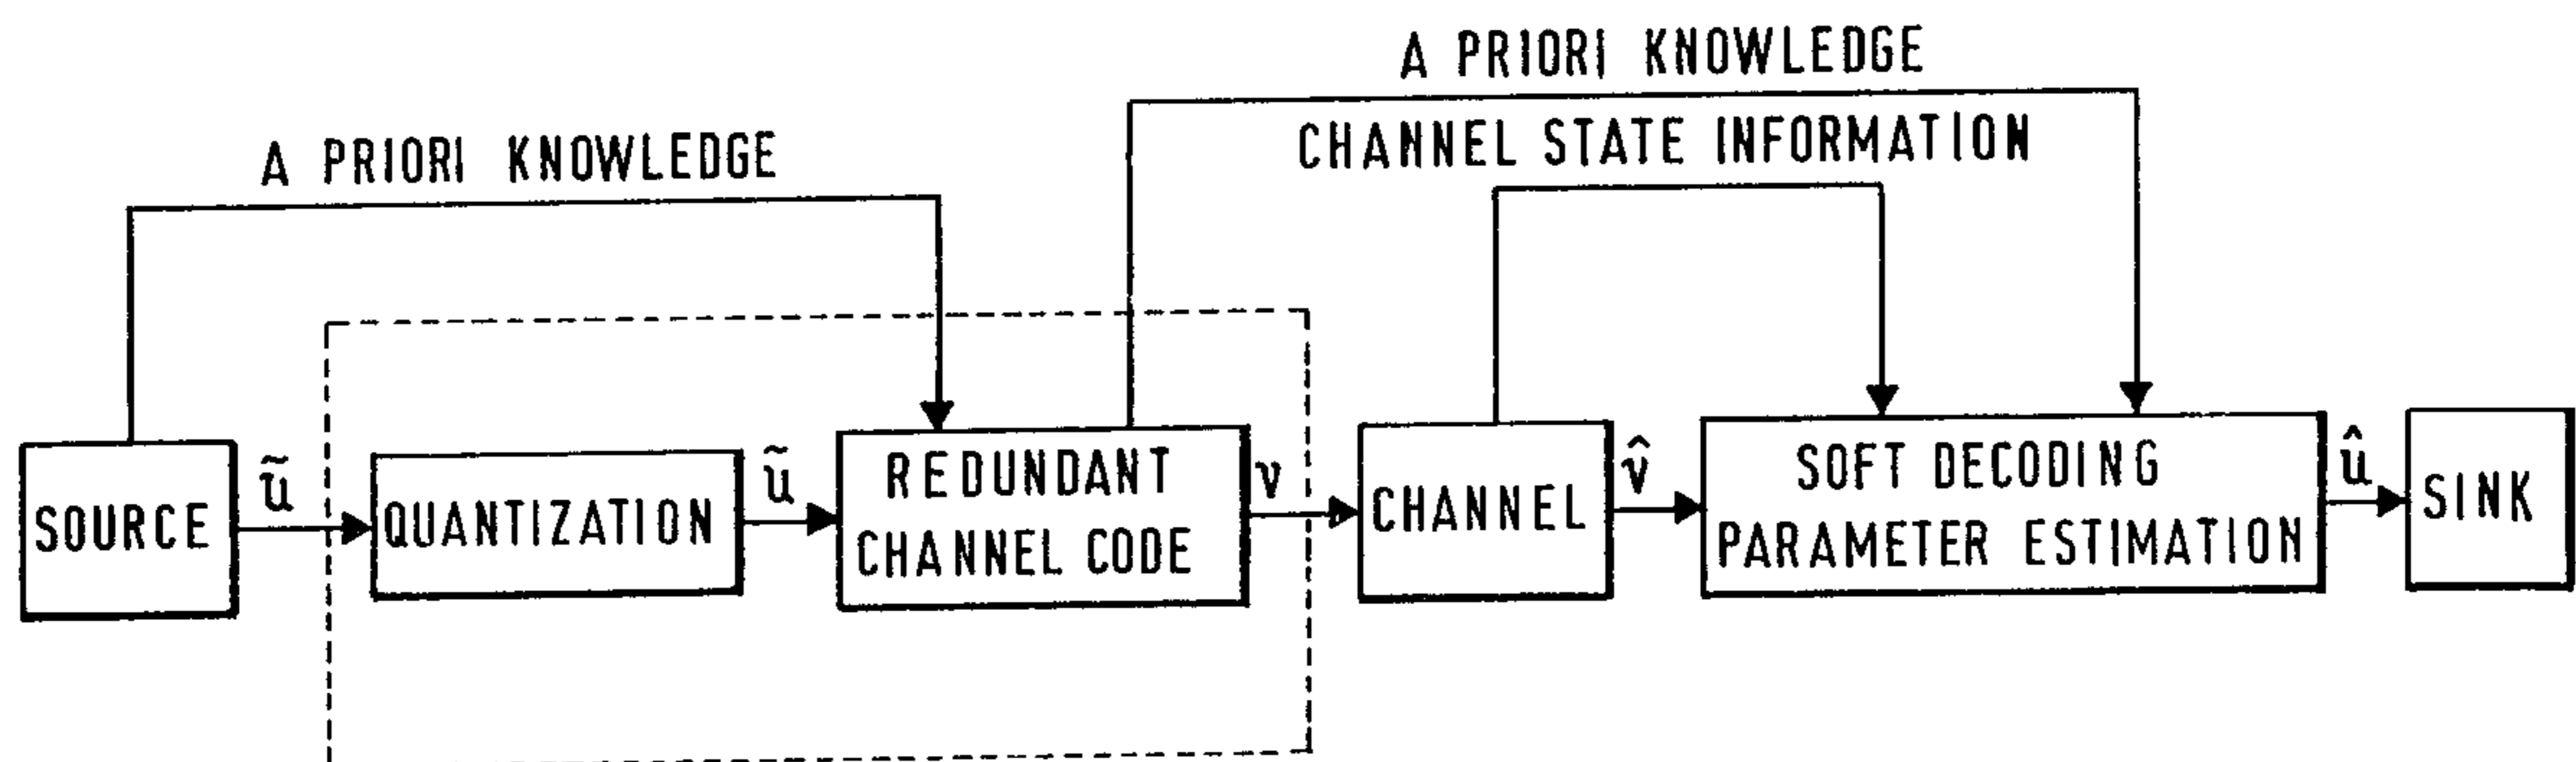 A PRIORI KNOWLEDGE
CHANNEL STATE INFORMATION
A PRIORI KNOWLEDGE
SOURCE
ũ
QUANTIZATION
ũ
REDUNDANT
CHANNEL CODE
v
CHANNEL
v̂
SOFT DECODING
PARAMETER ESTIMATION
û
SINK